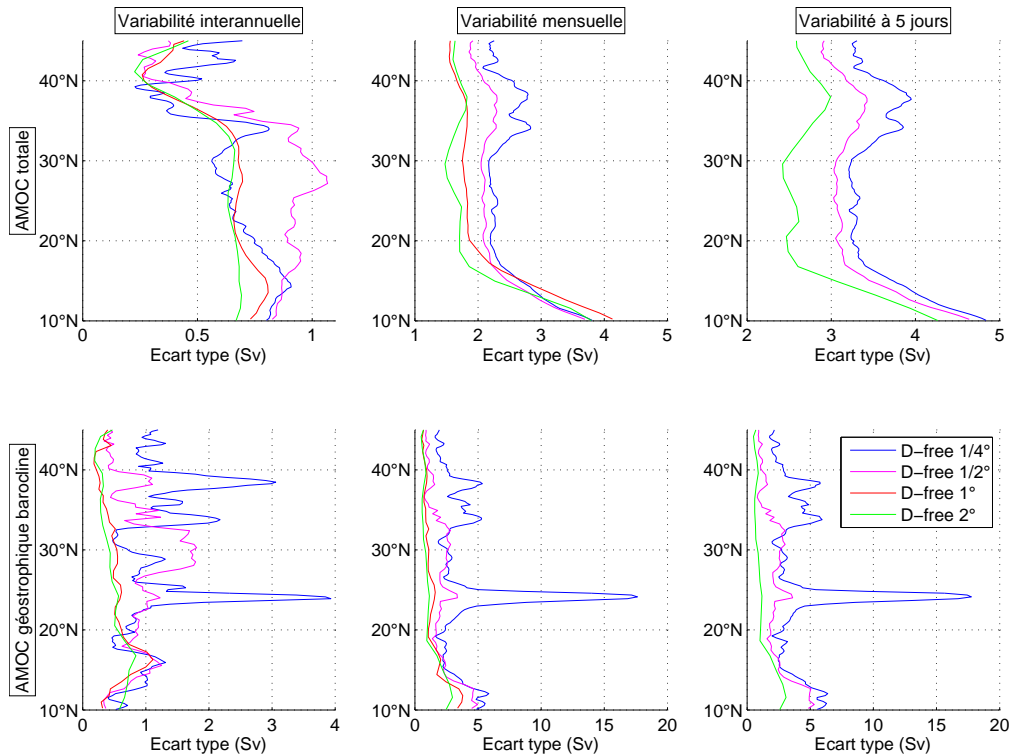 Variabilité interannuelle
Variabilité mensuelle
Variabilité à 5 jours
AMOC totale
40°N
30°N
20°N
10°N
0
0.5
1
Ecart type (Sv)
40°N
30°N
20°N
10°N
1
2
3
4
5
Ecart type (Sv)
40°N
30°N
20°N
10°N
2
3
4
5
Ecart type (Sv)
AMOC géostrophique barocline
40°N
30°N
20°N
10°N
0
1
2
3
4
Ecart type (Sv)
40°N
30°N
20°N
10°N
0
5
10
15
20
Ecart type (Sv)
40°N
30°N
20°N
10°N
0
5
10
15
20
Ecart type (Sv)
D−free 1/4°
D−free 1/2°
D−free 1°
D−free 2°